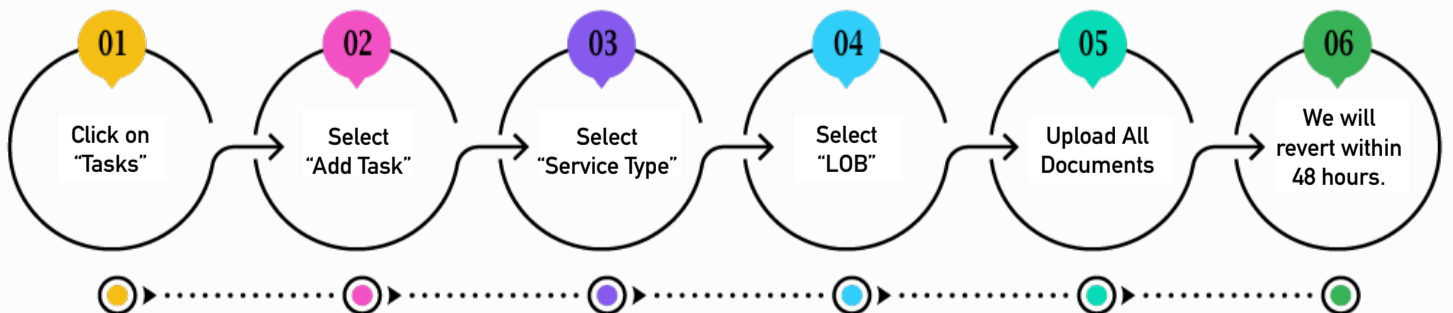 01
Click on
“Tasks”
02
Select
“Add Task”
03
Select
“Service Type”
04
Select
“LOB”
05
Upload All
Documents
06
We will
revert within
48 hours.